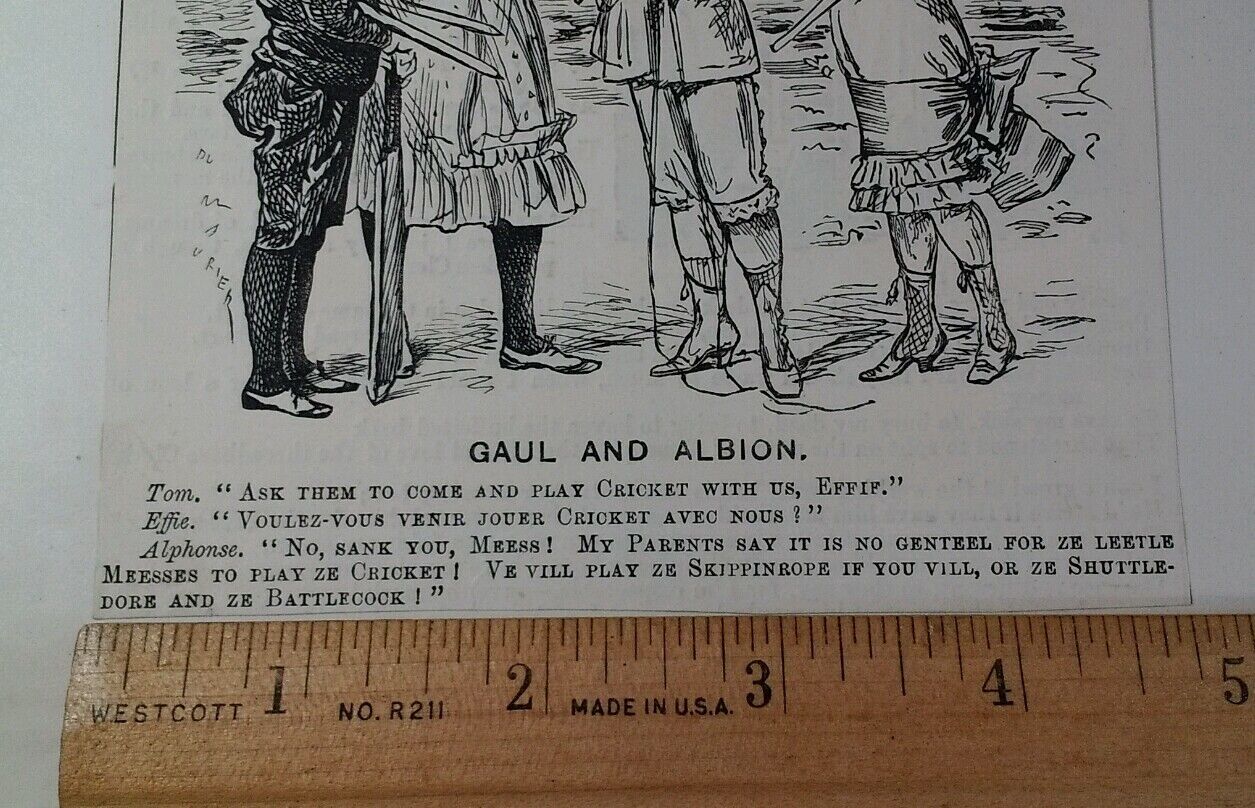 DU MAURIER
GAUL AND ALBION.
Tom. "Ask them to come and play Cricket with us, Effif."
Effie. "Voulez-vous venir jouer Cricket avec nous?"
Alphonse. "No, sank you, Meess! My Parents say it is no genteel for ze leetle
Meesses to play ze Cricket! Ve vill play ze Skippinrope if you vill, or ze Shuttle-
dore and ze Battlecock!"
1 2 3 4 5
WESTCOTT NO. R211 MADE IN U.S.A.